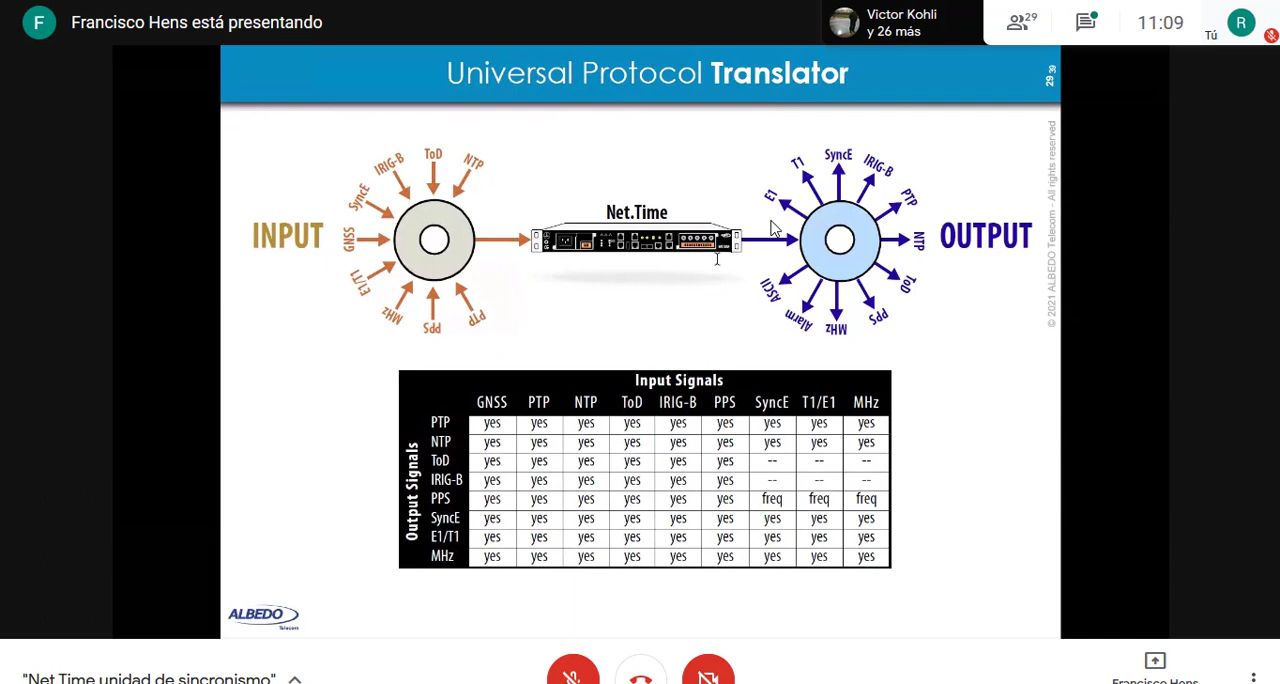 F Francisco Hens está presentando
Victor Kohli
y 26 más
29
11:09
Tú
R
Universal Protocol Translator
29 39
© 2021 ALBEDO Telecom - All rights reserved
INPUT
GNSS
SyncE
IRIG-B
ToD
NTP
E1/T1
MHz
PPS
PTP
Net.Time
E1
T1
SyncE
IRIG-B
PTP
NTP
ToD
PPS
MHz
Alarm
ASCII
OUTPUT
Input Signals
GNSS PTP NTP ToD IRIG-B PPS SyncE T1/E1 MHz
Output Signals
PTP yes yes yes yes yes yes yes yes yes
NTP yes yes yes yes yes yes yes yes yes
ToD yes yes yes yes yes yes -- -- --
IRIG-B yes yes yes yes yes yes -- -- --
PPS yes yes yes yes yes yes freq freq freq
SyncE yes yes yes yes yes yes yes yes yes
E1/T1 yes yes yes yes yes yes yes yes yes
MHz yes yes yes yes yes yes yes yes yes
ALBEDO
Telecom
"Net.Time unidad de sincronismo"
Francisco Hens